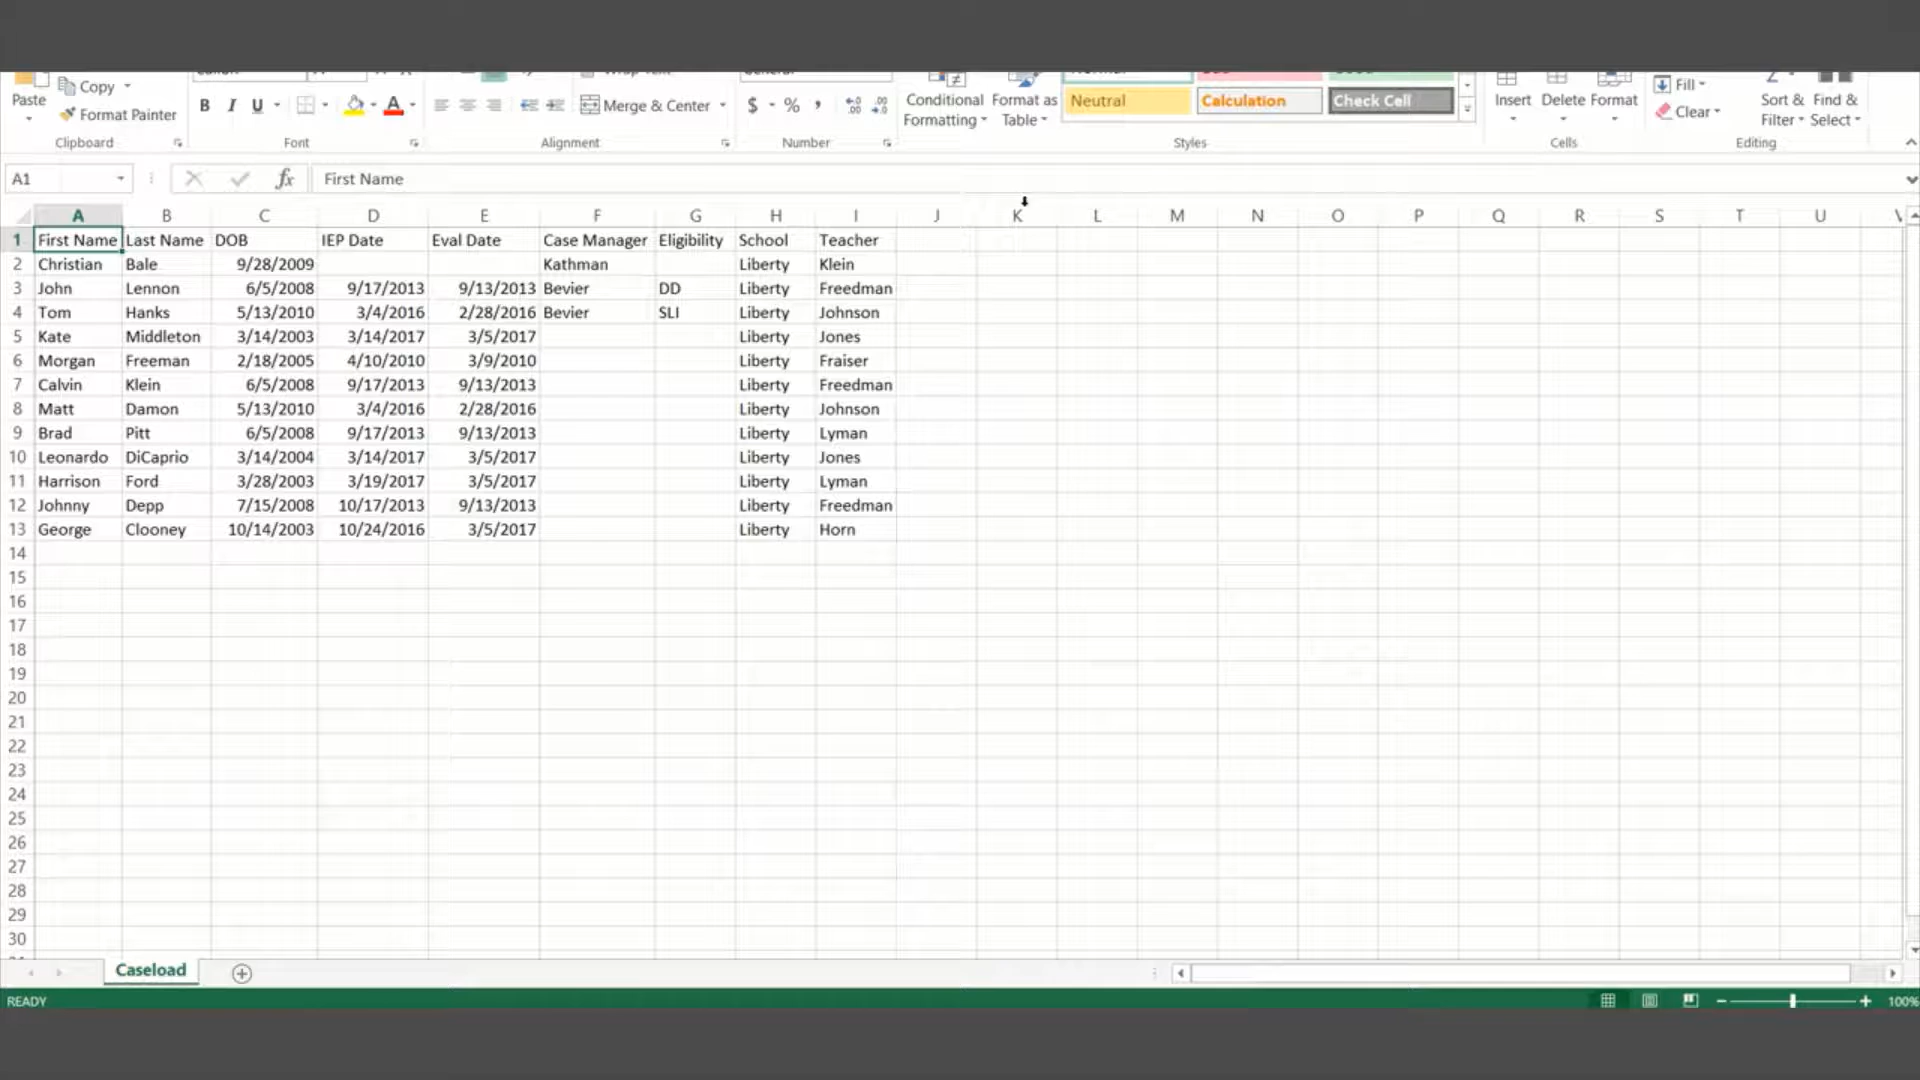 Copy
Paste
Format Painter
B I U A
Merge & Center
$ % ,
Conditional Formatting
Format as Table
Neutral
Calculation
Check Cell
Insert
Delete
Format
Fill
Clear
Sort & Filter
Find & Select
Clipboard Font Alignment Number Styles Cells Editing
A1 fx First Name
A B C D E F G H I J K L M N O P Q R S T U
1 First Name Last Name DOB IEP Date Eval Date Case Manager Eligibility School Teacher
2 Christian Bale 9/28/2009 Kathman Liberty Klein
3 John Lennon 6/5/2008 9/17/2013 9/13/2013 Bevier DD Liberty Freedman
4 Tom Hanks 5/13/2010 3/4/2016 2/28/2016 Bevier SLI Liberty Johnson
5 Kate Middleton 3/14/2003 3/14/2017 3/5/2017 Liberty Jones
6 Morgan Freeman 2/18/2005 4/10/2010 3/9/2010 Liberty Fraiser
7 Calvin Klein 6/5/2008 9/17/2013 9/13/2013 Liberty Freedman
8 Matt Damon 5/13/2010 3/4/2016 2/28/2016 Liberty Johnson
9 Brad Pitt 6/5/2008 9/17/2013 9/13/2013 Liberty Lyman
10 Leonardo DiCaprio 3/14/2004 3/14/2017 3/5/2017 Liberty Jones
11 Harrison Ford 3/28/2003 3/19/2017 3/5/2017 Liberty Lyman
12 Johnny Depp 7/15/2008 10/17/2013 9/13/2013 Liberty Freedman
13 George Clooney 10/14/2003 10/24/2016 3/5/2017 Liberty Horn
14
15
16
17
18
19
20
21
22
23
24
25
26
27
28
29
30
Caseload
READY 100%